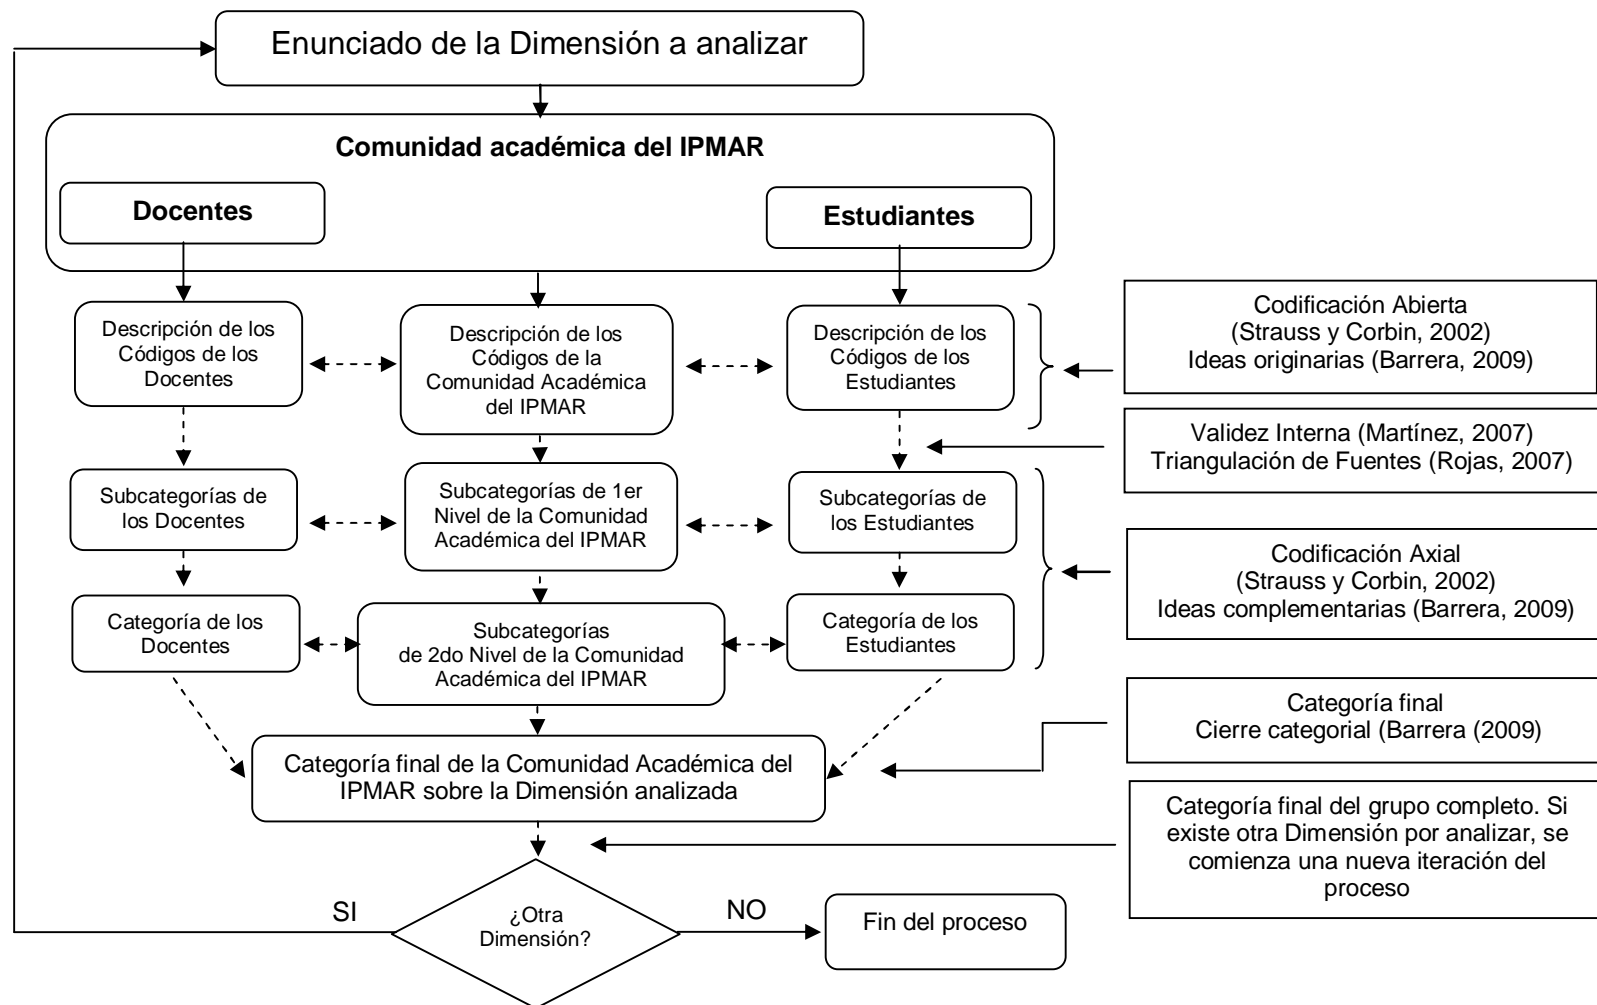 Enunciado de la Dimensión a analizar
Comunidad académica del IPMAR
Docentes
Estudiantes
Descripción de los
Códigos de los
Docentes
Descripción de los
Códigos de la
Comunidad Académica
del IPMAR
Descripción de los
Códigos de los
Estudiantes
Codificación Abierta
(Strauss y Corbin, 2002)
Ideas originarias (Barrera, 2009)
Validez Interna (Martínez, 2007)
Triangulación de Fuentes (Rojas, 2007)
Subcategorías de
los Docentes
Subcategorías de 1er
Nivel de la Comunidad
Académica del IPMAR
Subcategorías de
los Estudiantes
Codificación Axial
(Strauss y Corbin, 2002)
Ideas complementarias (Barrera, 2009)
Categoría de los
Docentes
Subcategorías
de 2do Nivel de la Comunidad
Académica del IPMAR
Categoría de los
Estudiantes
Categoría final
Cierre categorial (Barrera (2009)
Categoría final de la Comunidad Académica del
IPMAR sobre la Dimensión analizada
Categoría final del grupo completo. Si
existe otra Dimensión por analizar, se
comienza una nueva iteración del
proceso
SI
¿Otra
Dimensión?
NO
Fin del proceso